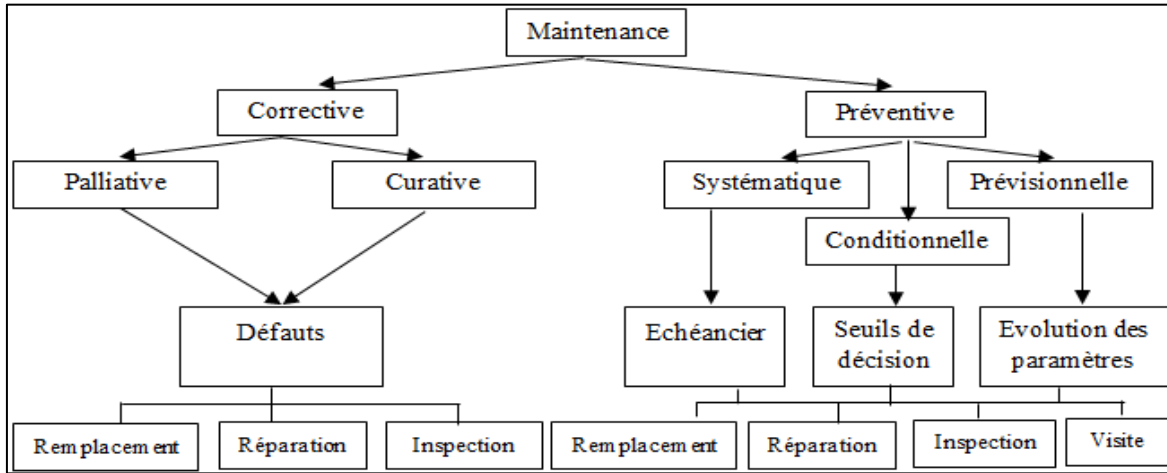 Maintenance
Corrective
Préventive
Palliative
Curative
Systématique
Prévisionnelle
Conditionnelle
Défauts
Echéancier
Seuils de
décision
Evolution des
paramètres
Remplacement
Réparation
Inspection
Remplacement
Réparation
Inspection
Visite